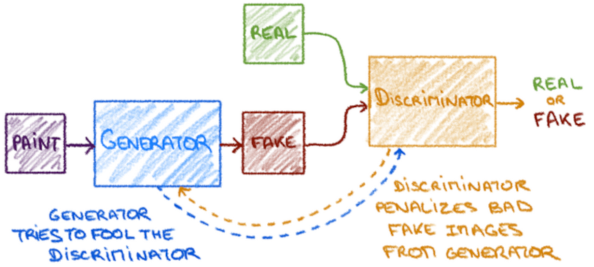 REAL
PAINT
GENERATOR
FAKE
DISCRIMINATOR
REAL
OR
FAKE
GENERATOR
TRIES TO FOOL THE
DISCRIMINATOR
DISCRIMINATOR
PENALIZES BAD
FAKE IMAGES
FROM GENERATOR